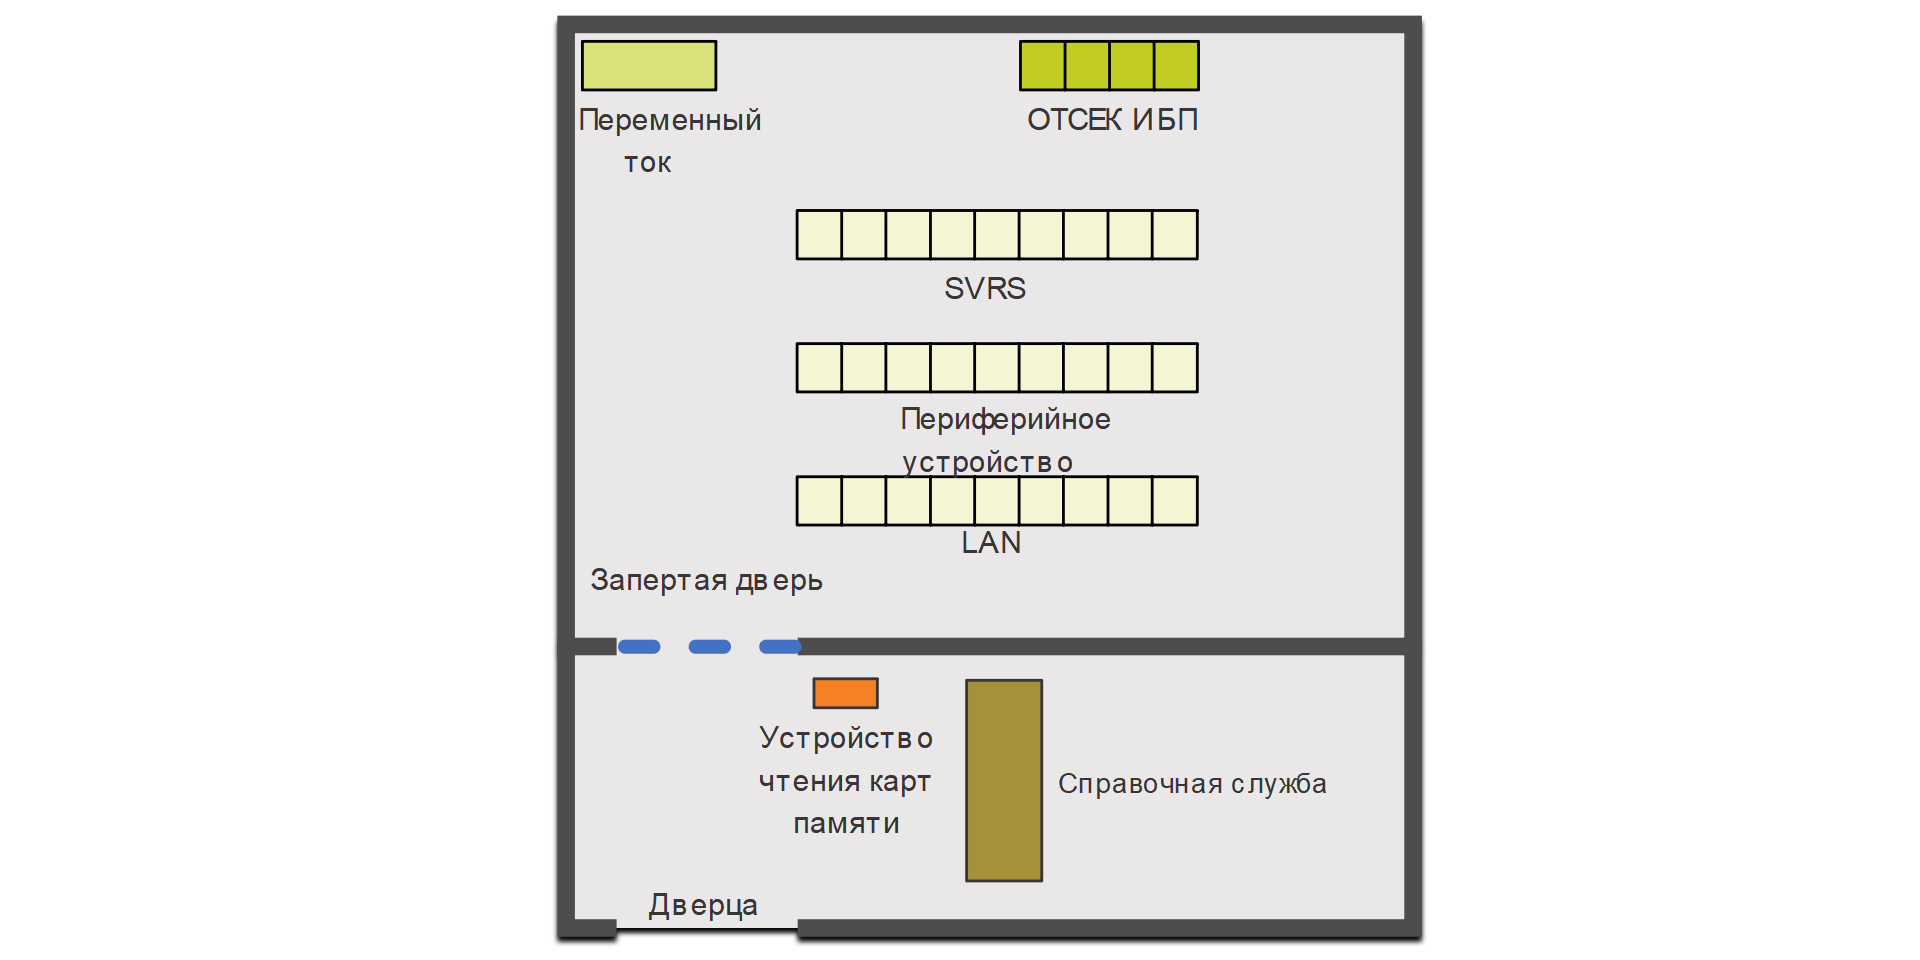 Переменный
ток
ОТСЕК ИБП
SVRS
Периферийное
устройство
LAN
Запертая дверь
Устройство
чтения карт
памяти
Справочная служба
Дверца